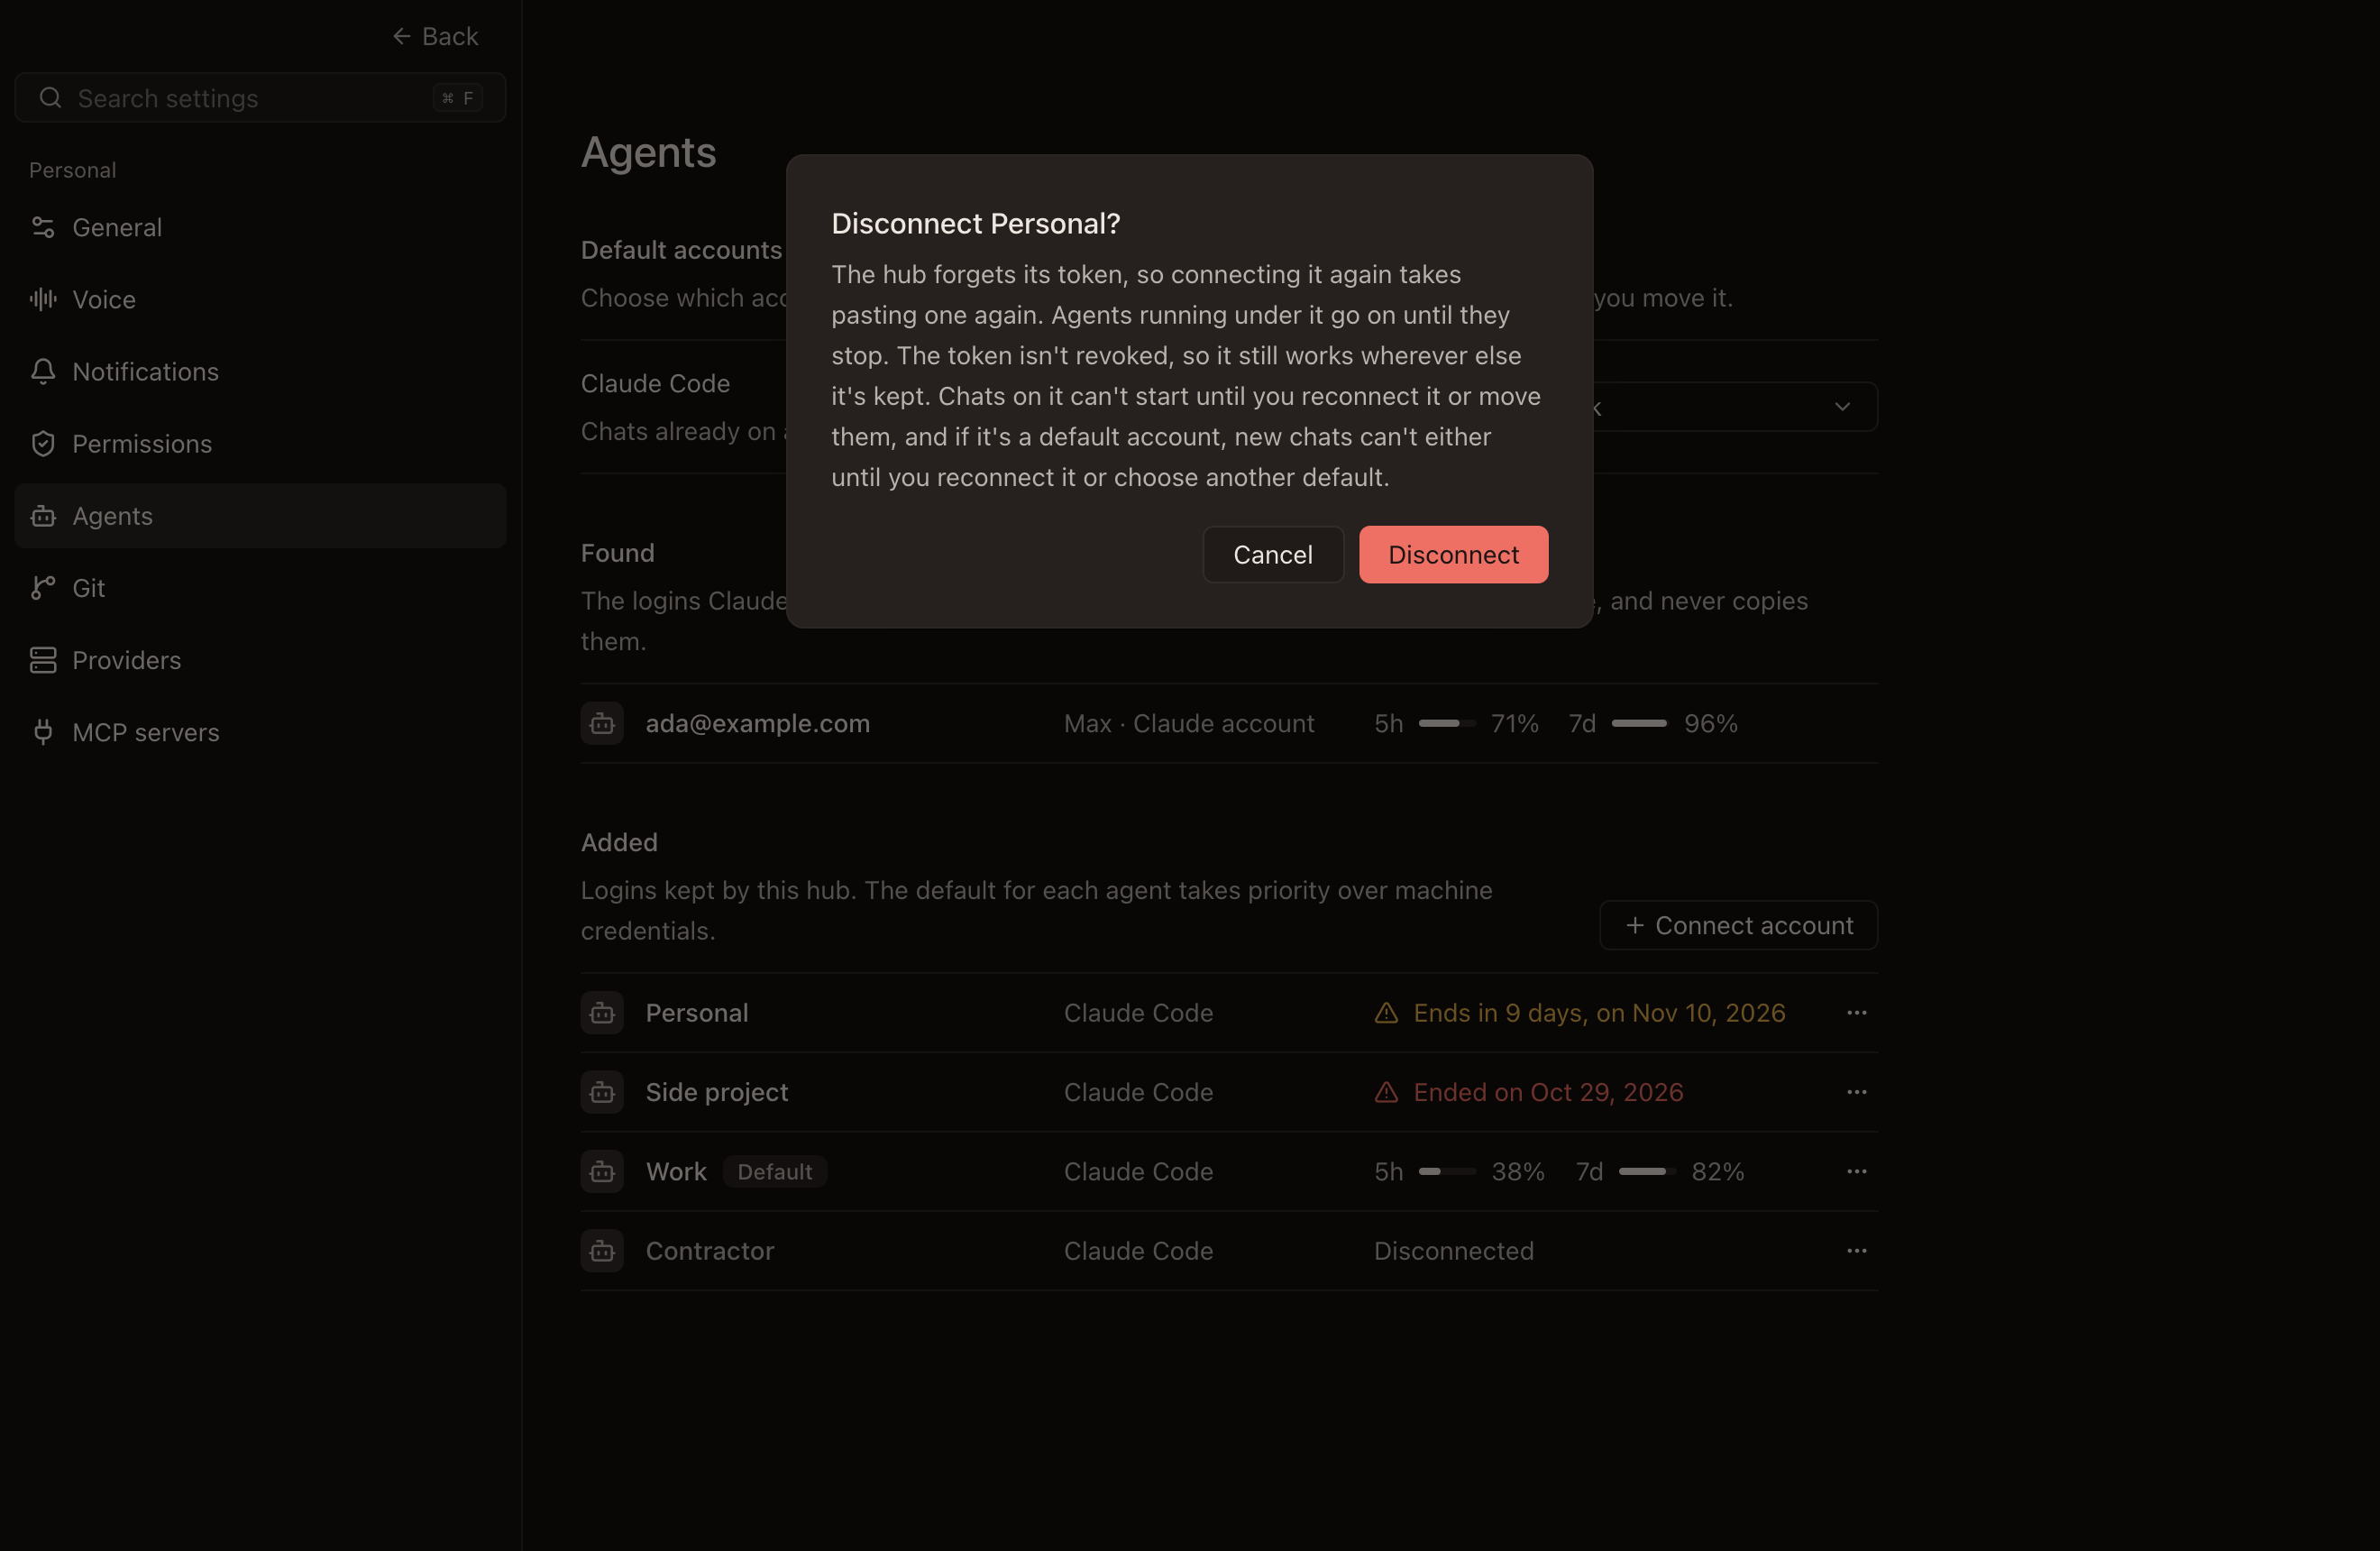 Back
Search settings
⌘ F
Personal
General
Voice
Notifications
Permissions
Agents
Git
Providers
MCP servers
Agents
Default accounts
Choose which
you move it.
Claude Code
Chats already on
Found
The logins Claude
, and never copies
them.
ada@example.com
Max · Claude account
5h 71% 7d 96%
Added
Logins kept by this hub. The default for each agent takes priority over machine
credentials.
+ Connect account
Personal
Claude Code
Ends in 9 days, on Nov 10, 2026
Side project
Claude Code
Ended on Oct 29, 2026
Work Default
Claude Code
5h 38% 7d 82%
Contractor
Claude Code
Disconnected
Disconnect Personal?
The hub forgets its token, so connecting it again takes
pasting one again. Agents running under it go on until they
stop. The token isn't revoked, so it still works wherever else
it's kept. Chats on it can't start until you reconnect it or move
them, and if it's a default account, new chats can't either
until you reconnect it or choose another default.
Cancel
Disconnect